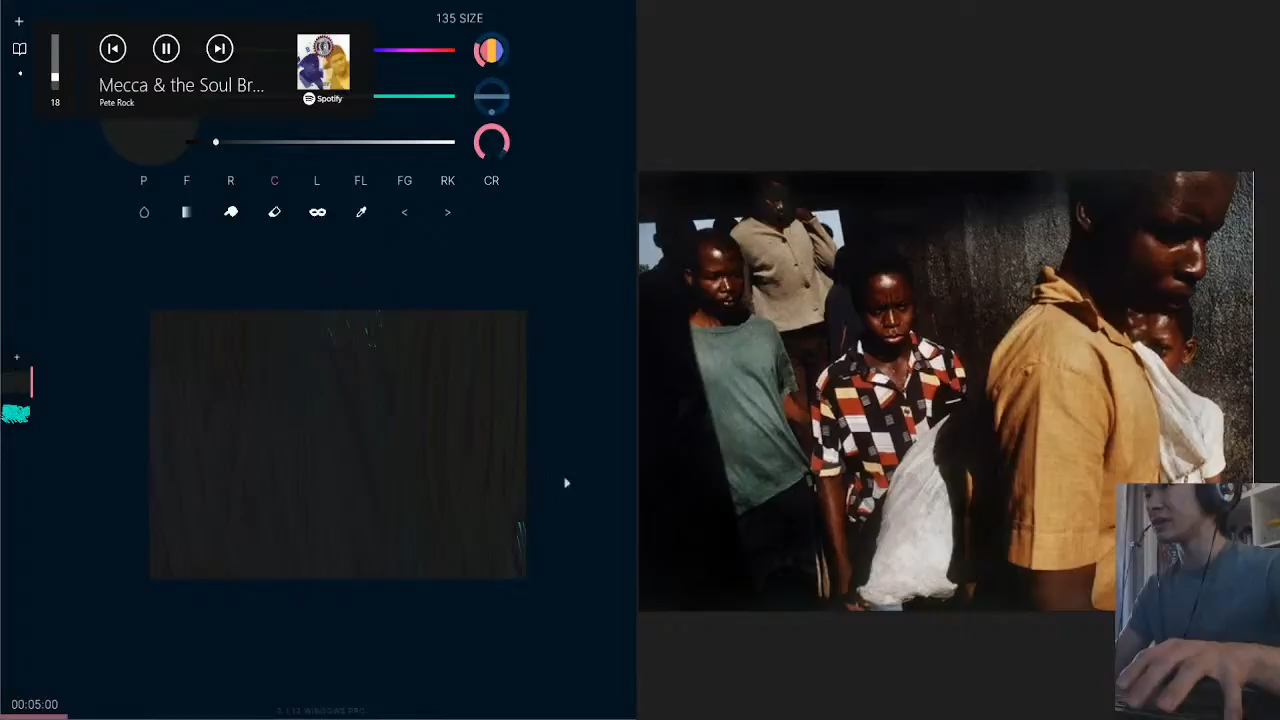 135 SIZE
Mecca & the Soul Br...
Pete Rock
Spotify
18
P F R C L FL FG RK CR
00:05:00